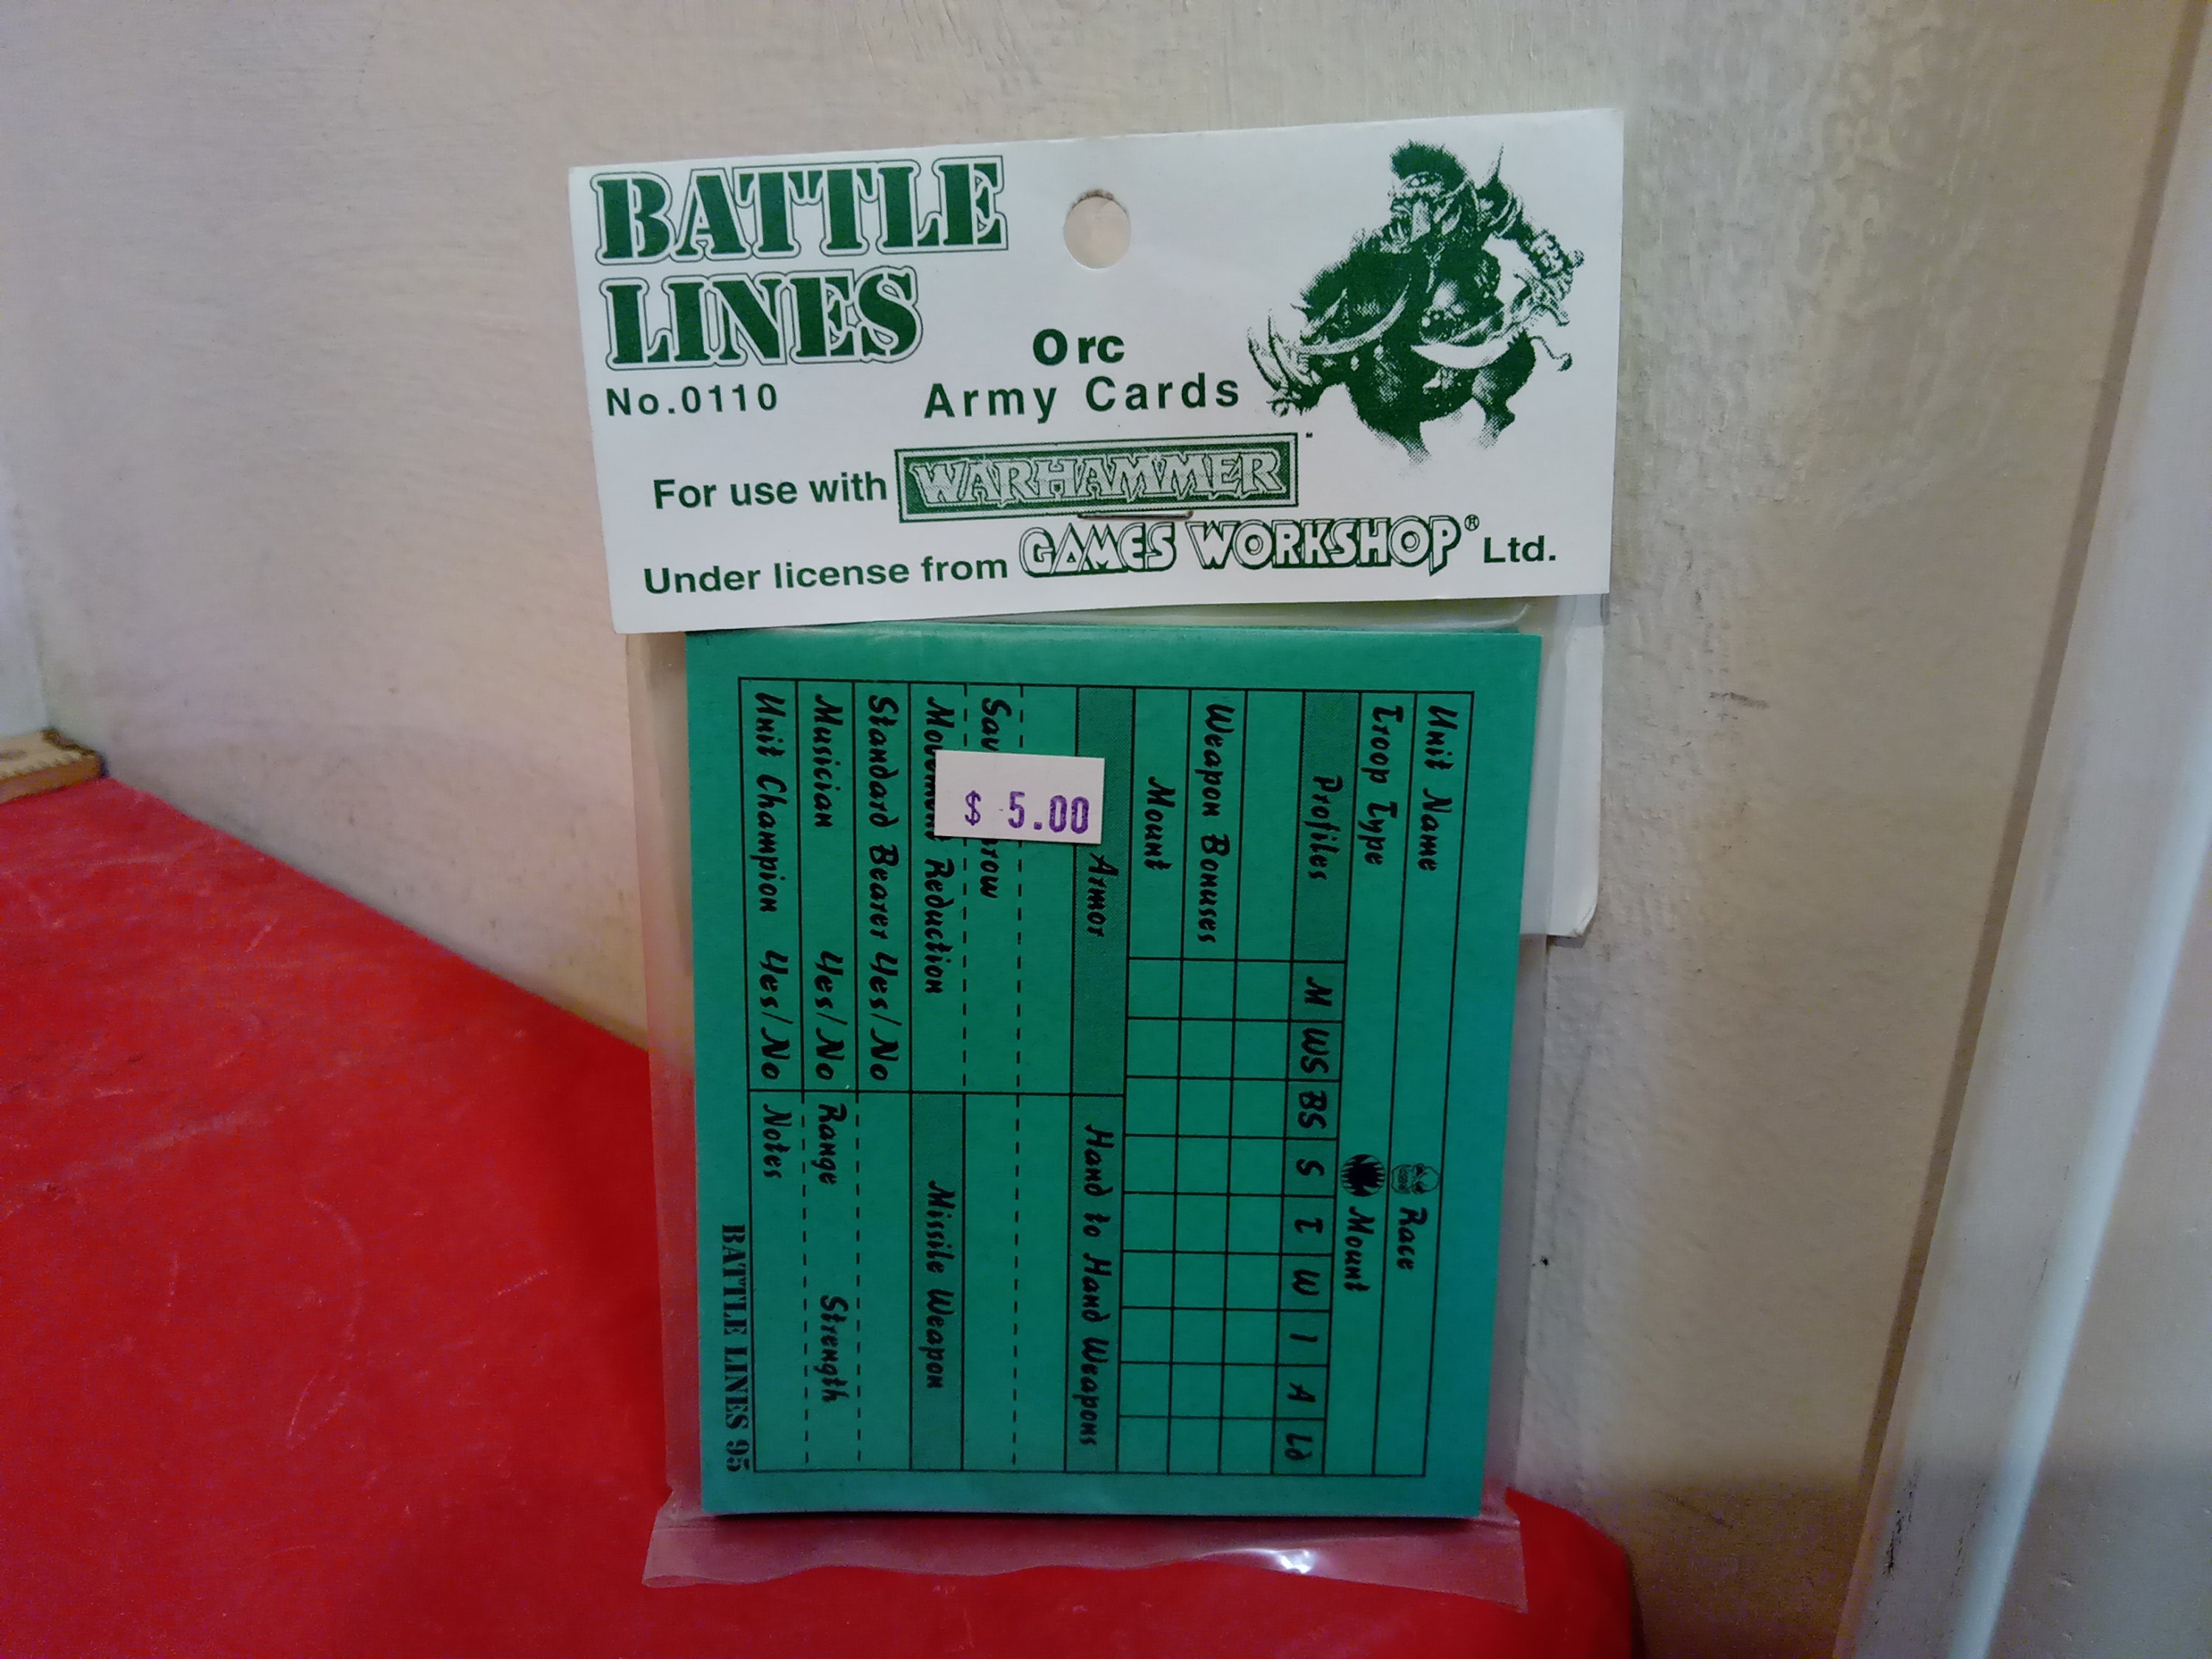 BATTLE
LINES
No.0110
Orc
Army Cards
For use with WARHAMMER™
Under license from GAMES WORKSHOP® Ltd.
$ 5.00
Unit Name
Race
Troop Type
Mount
Profiles M WS BS S T W I A Ld
Weapon Bonuses
Mount
Armor
Hand to Hand Weapons
Reduction
Missile Weapon
Standard Bearer Yes/No
Musician Yes/No
Range Strength
Unit Champion Yes/No
Notes
BATTLE LINES 95